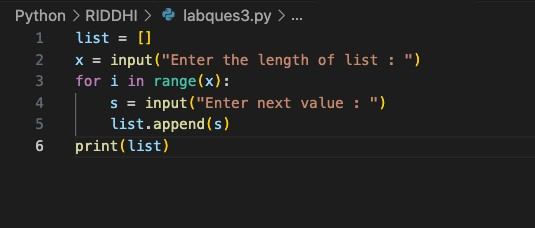 Python > RIDDHI > labques3.py > ...
1 list = []
2 x = input("Enter the length of list : ")
3 for i in range(x):
4     s = input("Enter next value : ")
5     list.append(s)
6 print(list)